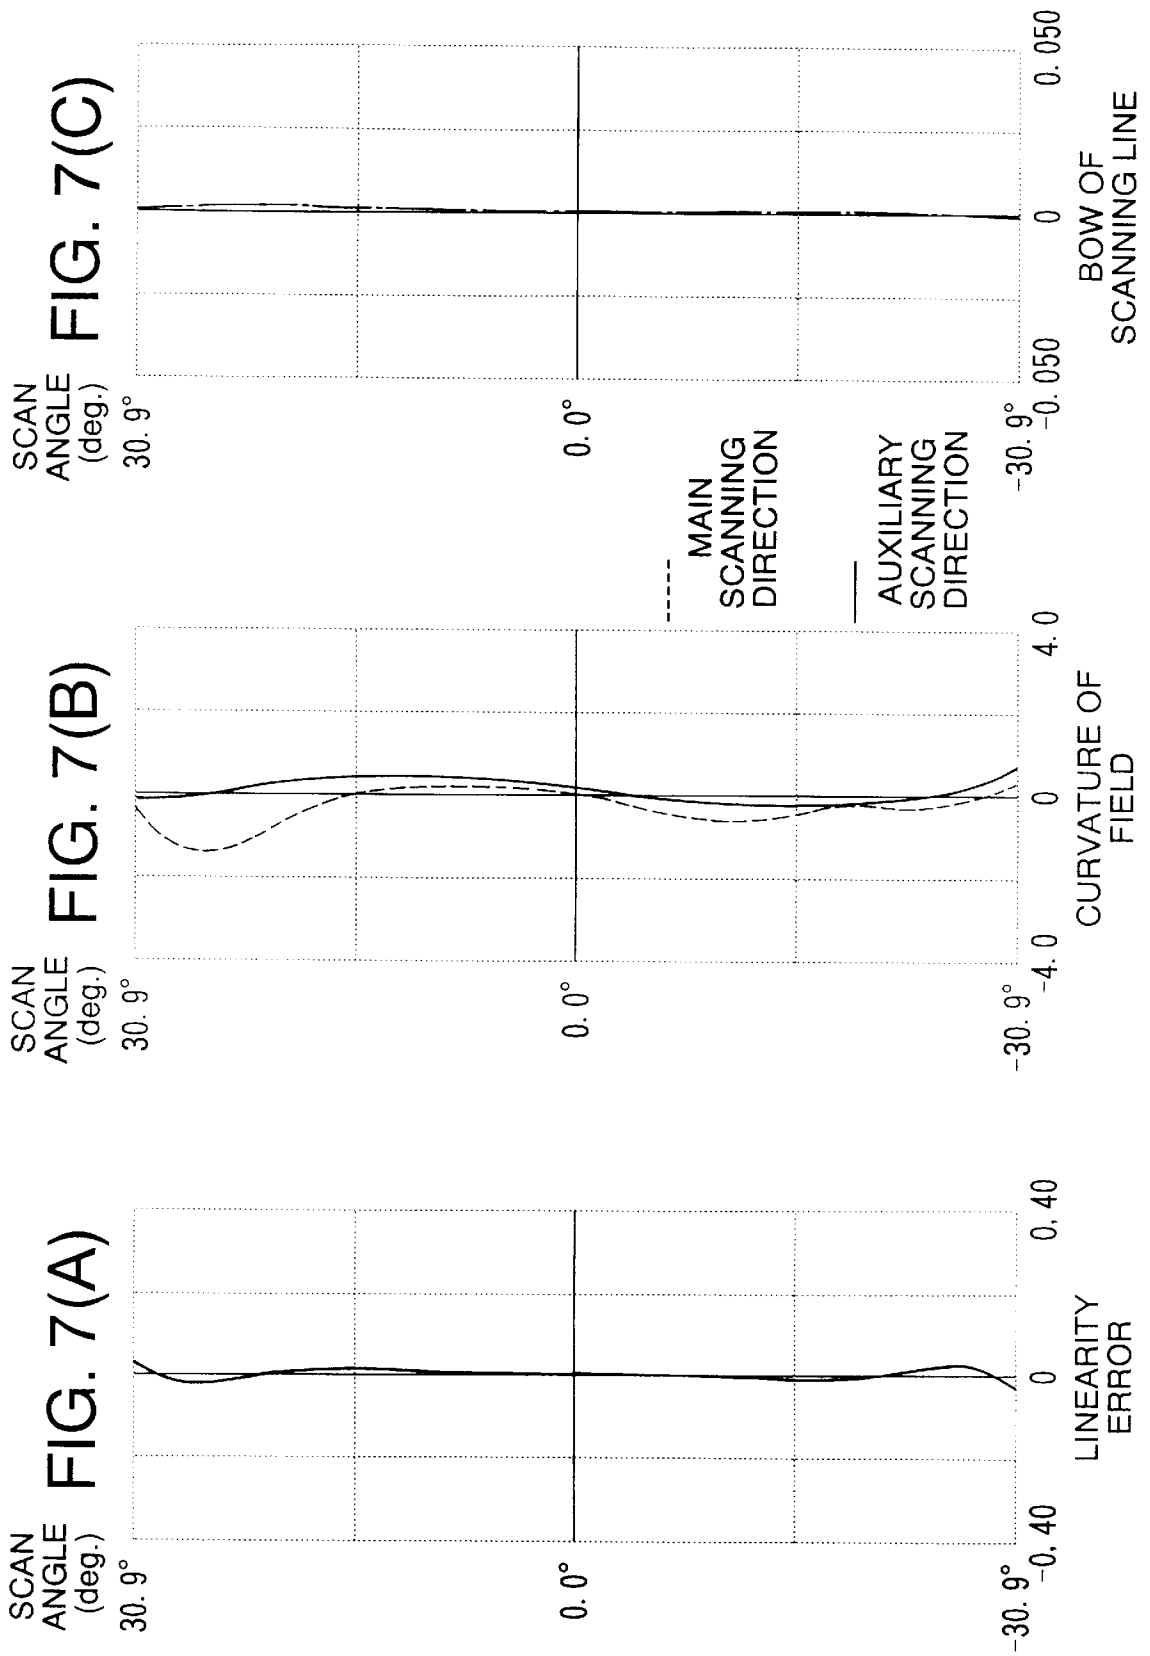 FIG. 7(A)
SCAN
ANGLE
(deg.)
30. 9°
0. 0°
-30. 9°
-0, 40
0
0, 40
LINEARITY
ERROR
FIG. 7(B)
SCAN
ANGLE
(deg.)
30. 9°
0. 0°
-30. 9°
-4. 0
0
4. 0
CURVATURE OF
FIELD
MAIN
SCANNING
DIRECTION
AUXILIARY
SCANNING
DIRECTION
FIG. 7(C)
SCAN
ANGLE
(deg.)
30. 9°
0. 0°
-30. 9°
-0. 050
0
0. 050
BOW OF
SCANNING LINE